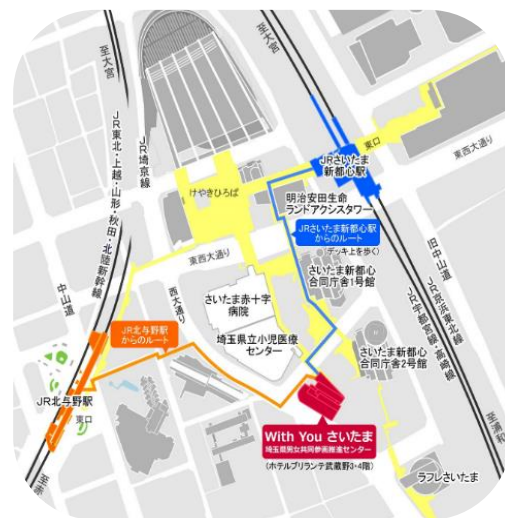 至大宮
至大宮
JR東北・上越・山形・秋田・北陸新幹線
JR埼京線
東口
JRさいたま
新都心駅
東西大通り
けやきひろば
明治安田生命
ランドアクシスタワー
JRさいたま新都心駅
からのルート
(デッキ上を歩く)
旧中山道
JR京浜東北線
JR宇都宮線・高崎線
中山道
東西大通り
西大通り
さいたま新都心
合同庁舎1号館
さいたま赤十字
病院
埼玉県立小児医療
センター
JR北与野駅
からのルート
さいたま新都心
合同庁舎2号館
JR北与野駅
東口
With You さいたま
埼玉県男女共同参画推進センター
(ホテルブリランテ武蔵野3・4階)
至浦和
ラフレさいたま